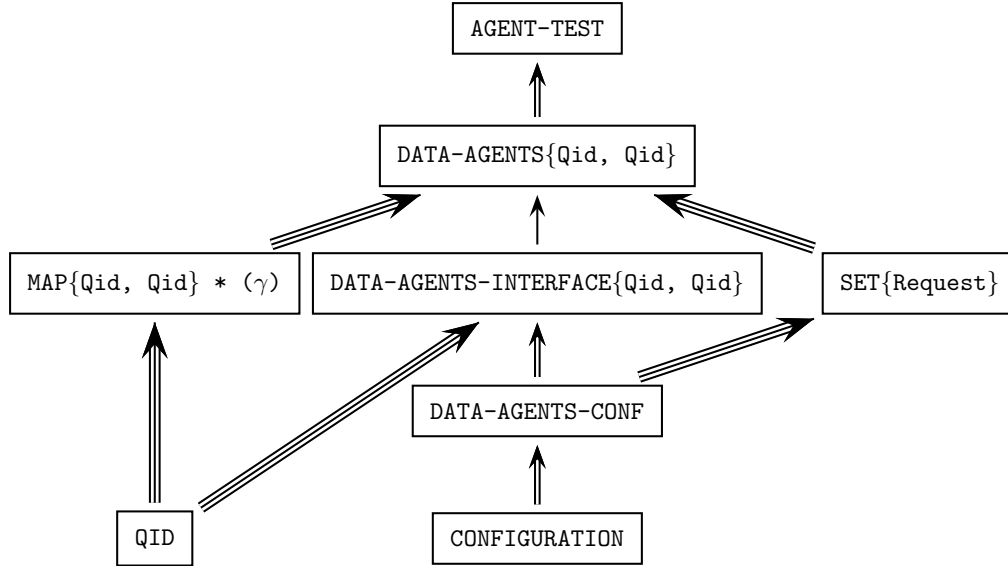 AGENT-TEST
DATA-AGENTS{Qid, Qid}
MAP{Qid, Qid} * (γ)
DATA-AGENTS-INTERFACE{Qid, Qid}
SET{Request}
DATA-AGENTS-CONF
QID
CONFIGURATION